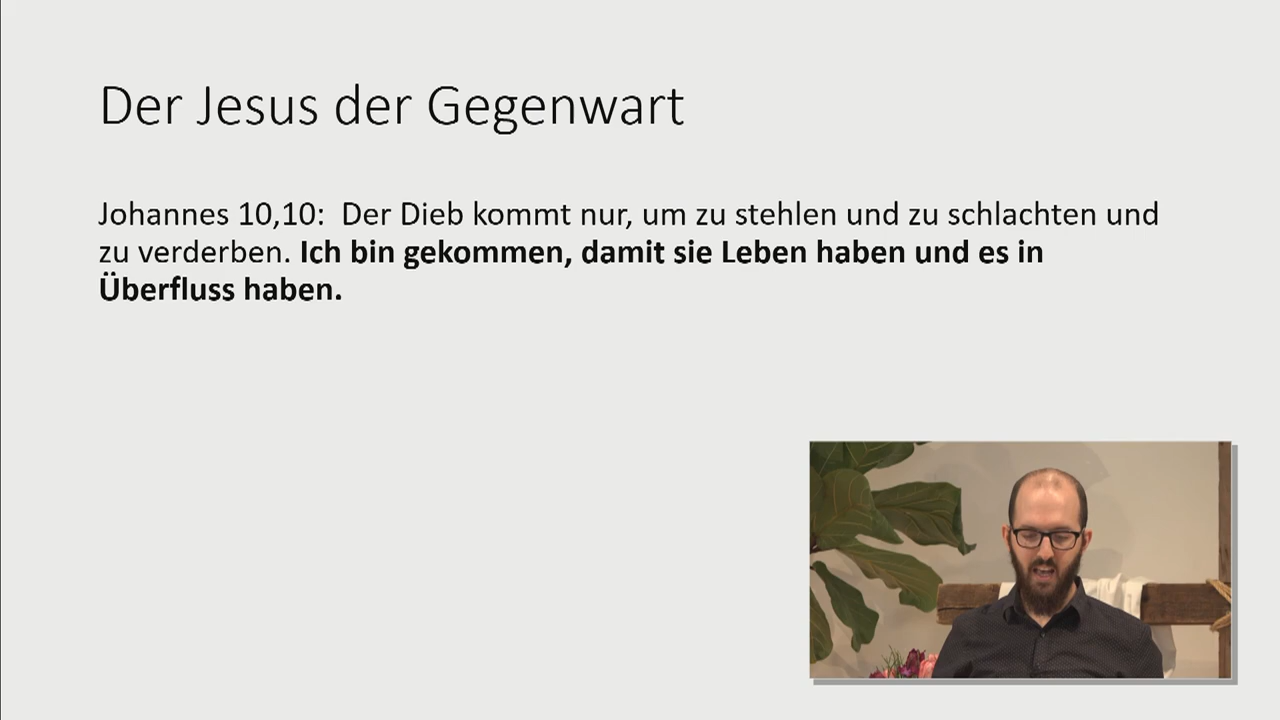 Der Jesus der Gegenwart
Johannes 10,10:  Der Dieb kommt nur, um zu stehlen und zu schlachten und
zu verderben. Ich bin gekommen, damit sie Leben haben und es in
Überfluss haben.